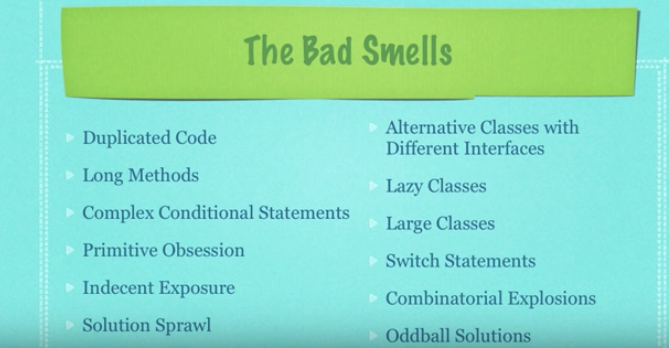 The Bad Smells
Duplicated Code
Long Methods
Complex Conditional Statements
Primitive Obsession
Indecent Exposure
Solution Sprawl
Alternative Classes with
Different Interfaces
Lazy Classes
Large Classes
Switch Statements
Combinatorial Explosions
Oddball Solutions